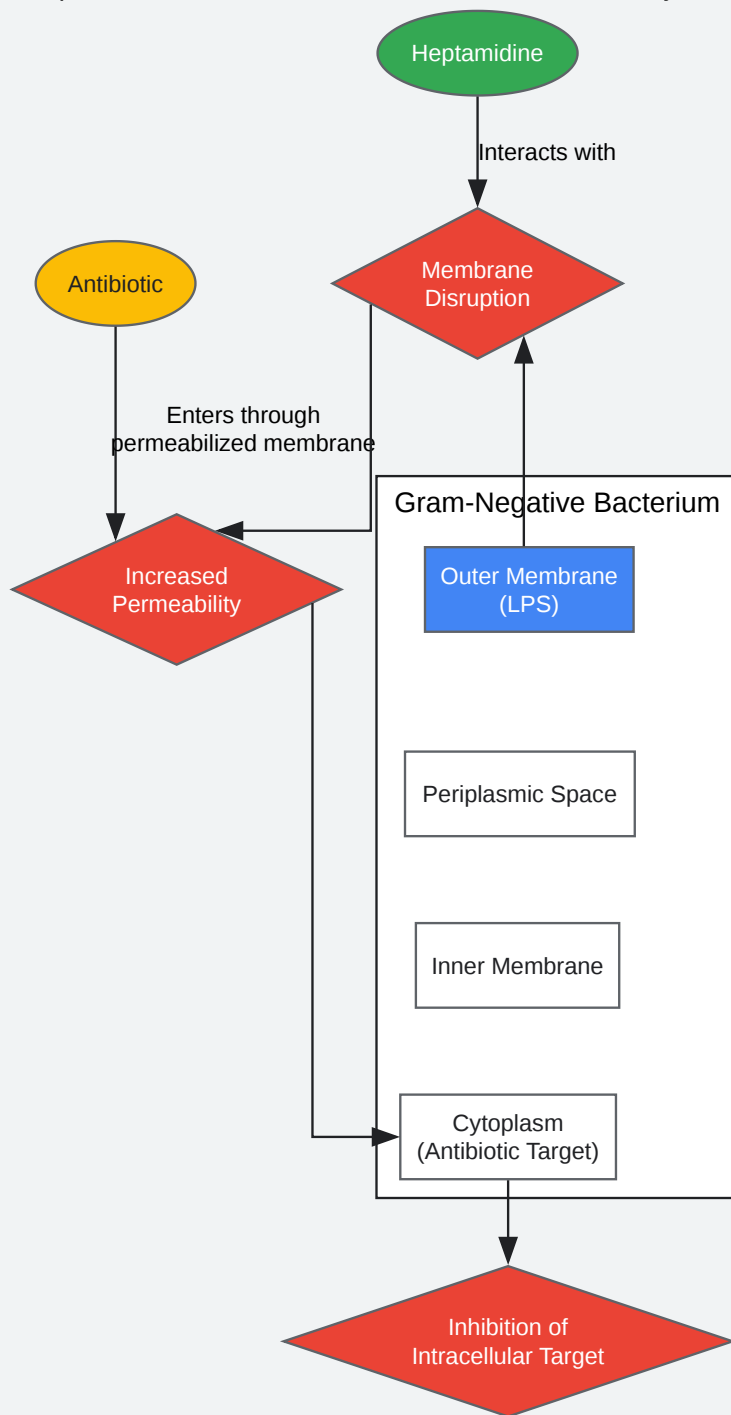 Heptamidine
Interacts with
Membrane
Disruption
Antibiotic
Enters through
permeabilized membrane
Gram-Negative Bacterium
Increased
Permeability
Outer Membrane
(LPS)
Periplasmic Space
Inner Membrane
Cytoplasm
(Antibiotic Target)
Inhibition of
Intracellular Target